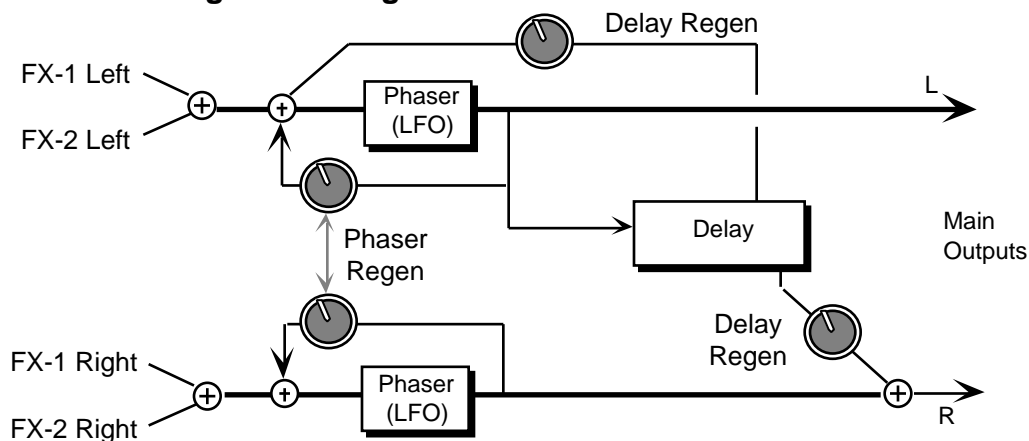 Delay Regen
FX-1 Left
Phaser
(LFO)
L
FX-2 Left
Delay
Main
Outputs
Phaser
Regen
Delay
Regen
FX-1 Right
Phaser
(LFO)
FX-2 Right
R